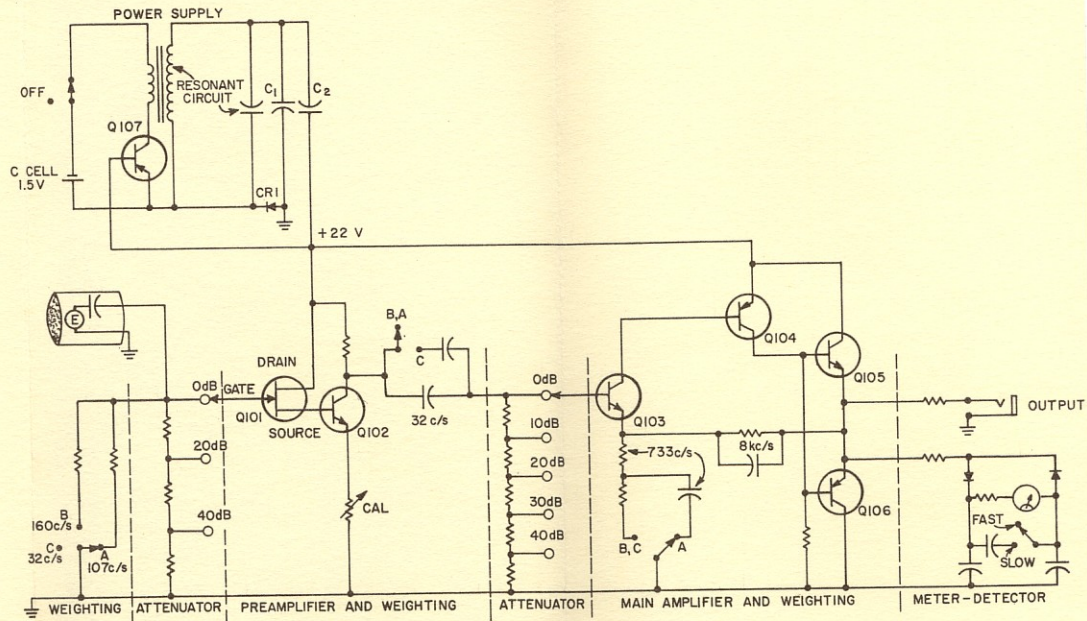 POWER SUPPLY
RESONANT
CIRCUIT
C1
C2
OFF
Q107
C CELL
1.5V
CR1
+22 V
E
B,A
C
DRAIN
0dB
GATE
Q101
SOURCE
Q102
32c/s
0dB
Q103
Q104
Q105
OUTPUT
20dB
40dB
CAL
10dB
20dB
30dB
40dB
733c/s
8kc/s
B,C
A
Q106
FAST
SLOW
B
160c/s
C
32c/s
A
107c/s
WEIGHTING
ATTENUATOR
PREAMPLIFIER AND WEIGHTING
ATTENUATOR
MAIN AMPLIFIER AND WEIGHTING
METER-DETECTOR